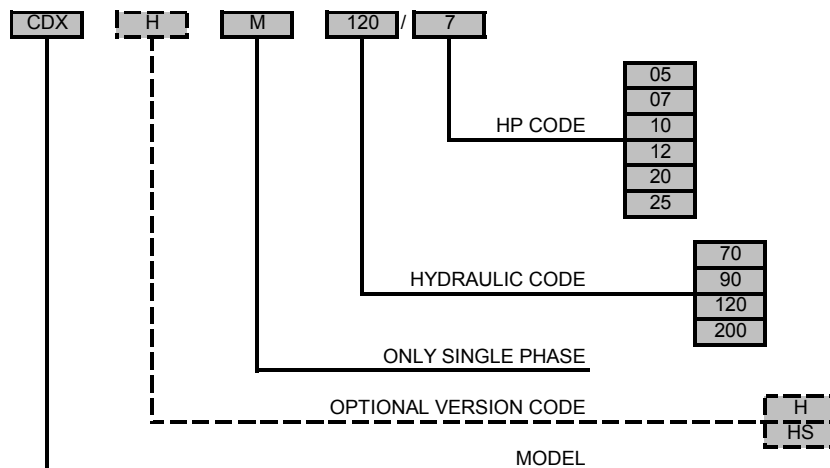 CDX H M 120 / 7
05
07
HP CODE 10
12
20
25
70
HYDRAULIC CODE 90
120
200
ONLY SINGLE PHASE
OPTIONAL VERSION CODE H
HS
MODEL